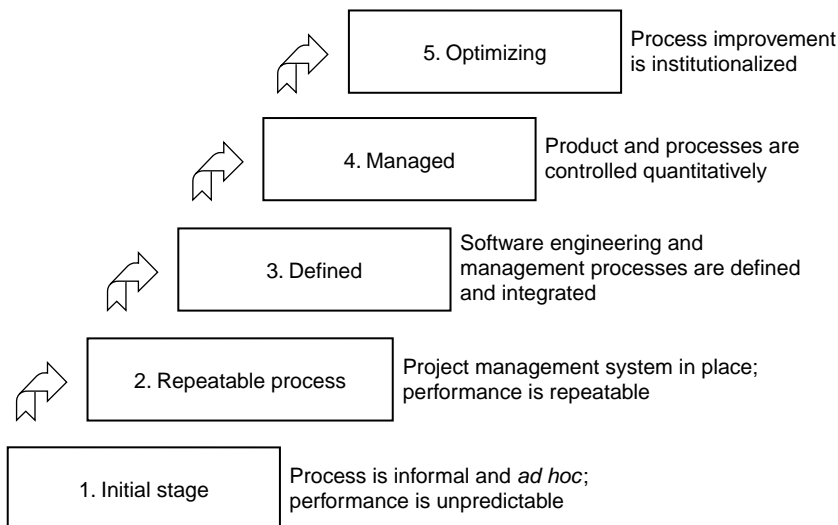 5. Optimizing
Process improvement
is institutionalized
4. Managed
Product and processes are
controlled quantitatively
3. Defined
Software engineering and
management processes are defined
and integrated
2. Repeatable process
Project management system in place;
performance is repeatable
1. Initial stage
Process is informal and ad hoc;
performance is unpredictable